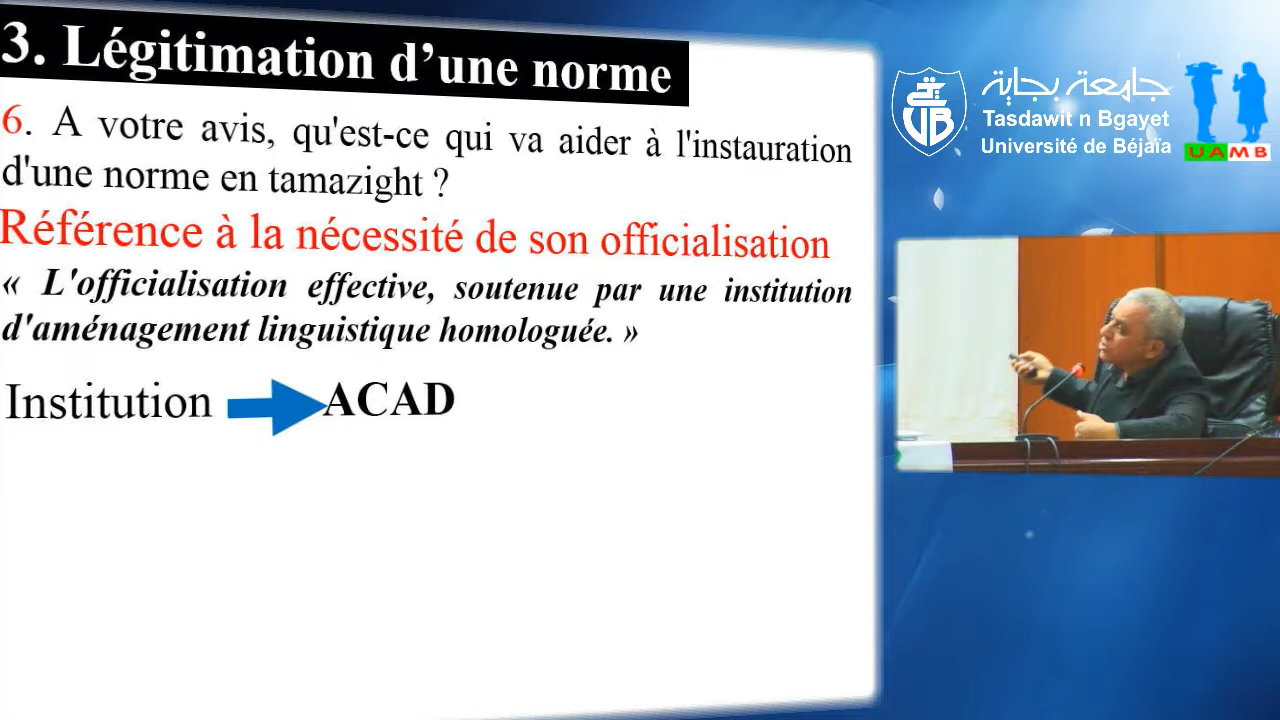 3. Légitimation d’une norme
6. A votre avis, qu'est-ce qui va aider à l'instauration
d'une norme en tamazight ?
Référence à la nécessité de son officialisation
« L'officialisation effective, soutenue par une institution
d'aménagement linguistique homologuée. »
Institution ACAD
جامعة بجاية
Tasdawit n Bgayet
Université de Béjaïa
UAMB